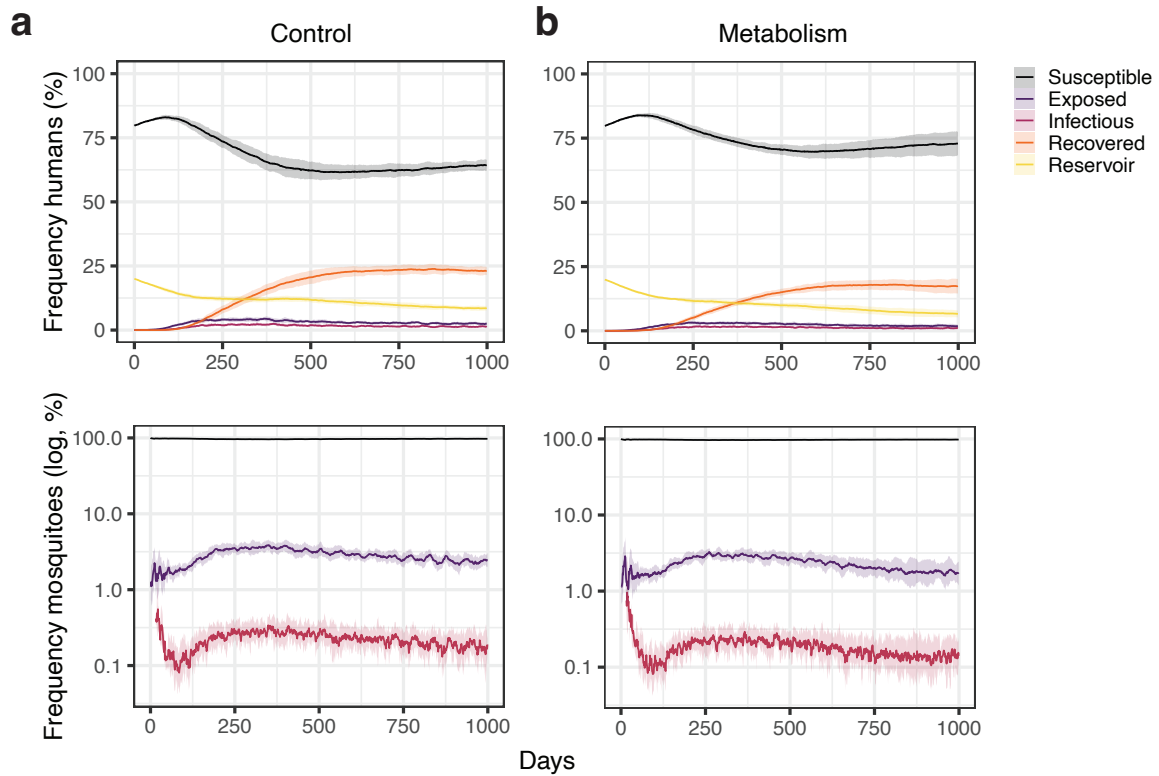 a
Control
b
Metabolism
Frequency humans (%)
100
75
50
25
0
0 250 500 750 1000
100
75
50
25
0
0 250 500 750 1000
Susceptible
Exposed
Infectious
Recovered
Reservoir
Frequency mosquitoes (log, %)
100.0
10.0
1.0
0.1
0 250 500 750 1000
100.0
10.0
1.0
0.1
0 250 500 750 1000
Days